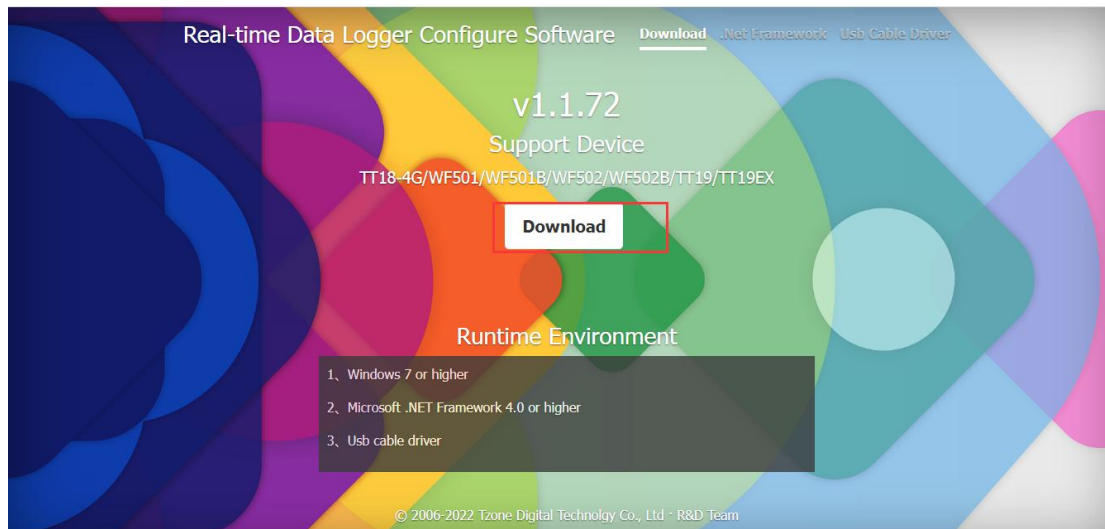 Real-time Data Logger Configure Software Download .Net Framework Usb Cable Driver
v1.1.72
Support Device
TT18-4G/WF501/WF501B/WF502/WF502B/TT19/TT19EX
Download
Runtime Environment
1、Windows 7 or higher
2、Microsoft .NET Framework 4.0 or higher
3、Usb cable driver
© 2006-2022 Tzone Digital Technolgy Co., Ltd · R&D Team